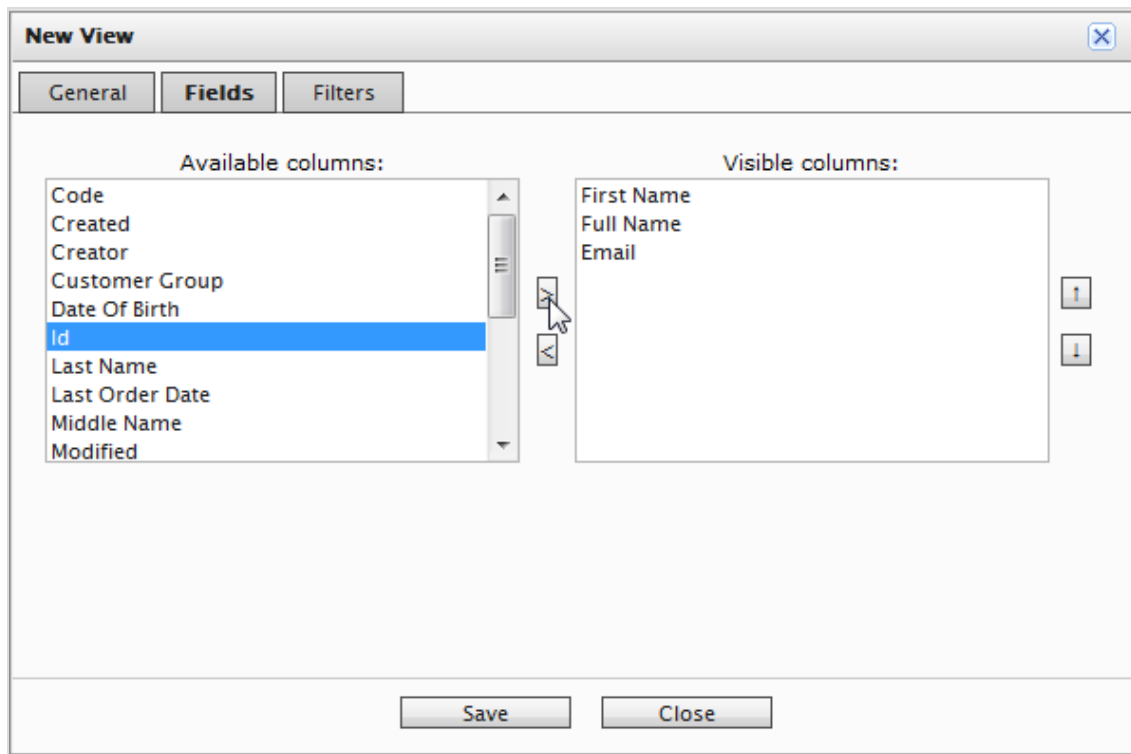 New View
General Fields Filters
Available columns: Visible columns:
Code
Created
Creator
Customer Group
Date Of Birth
Id
Last Name
Last Order Date
Middle Name
Modified
First Name
Full Name
Email
>
<
↑
↓
Save Close